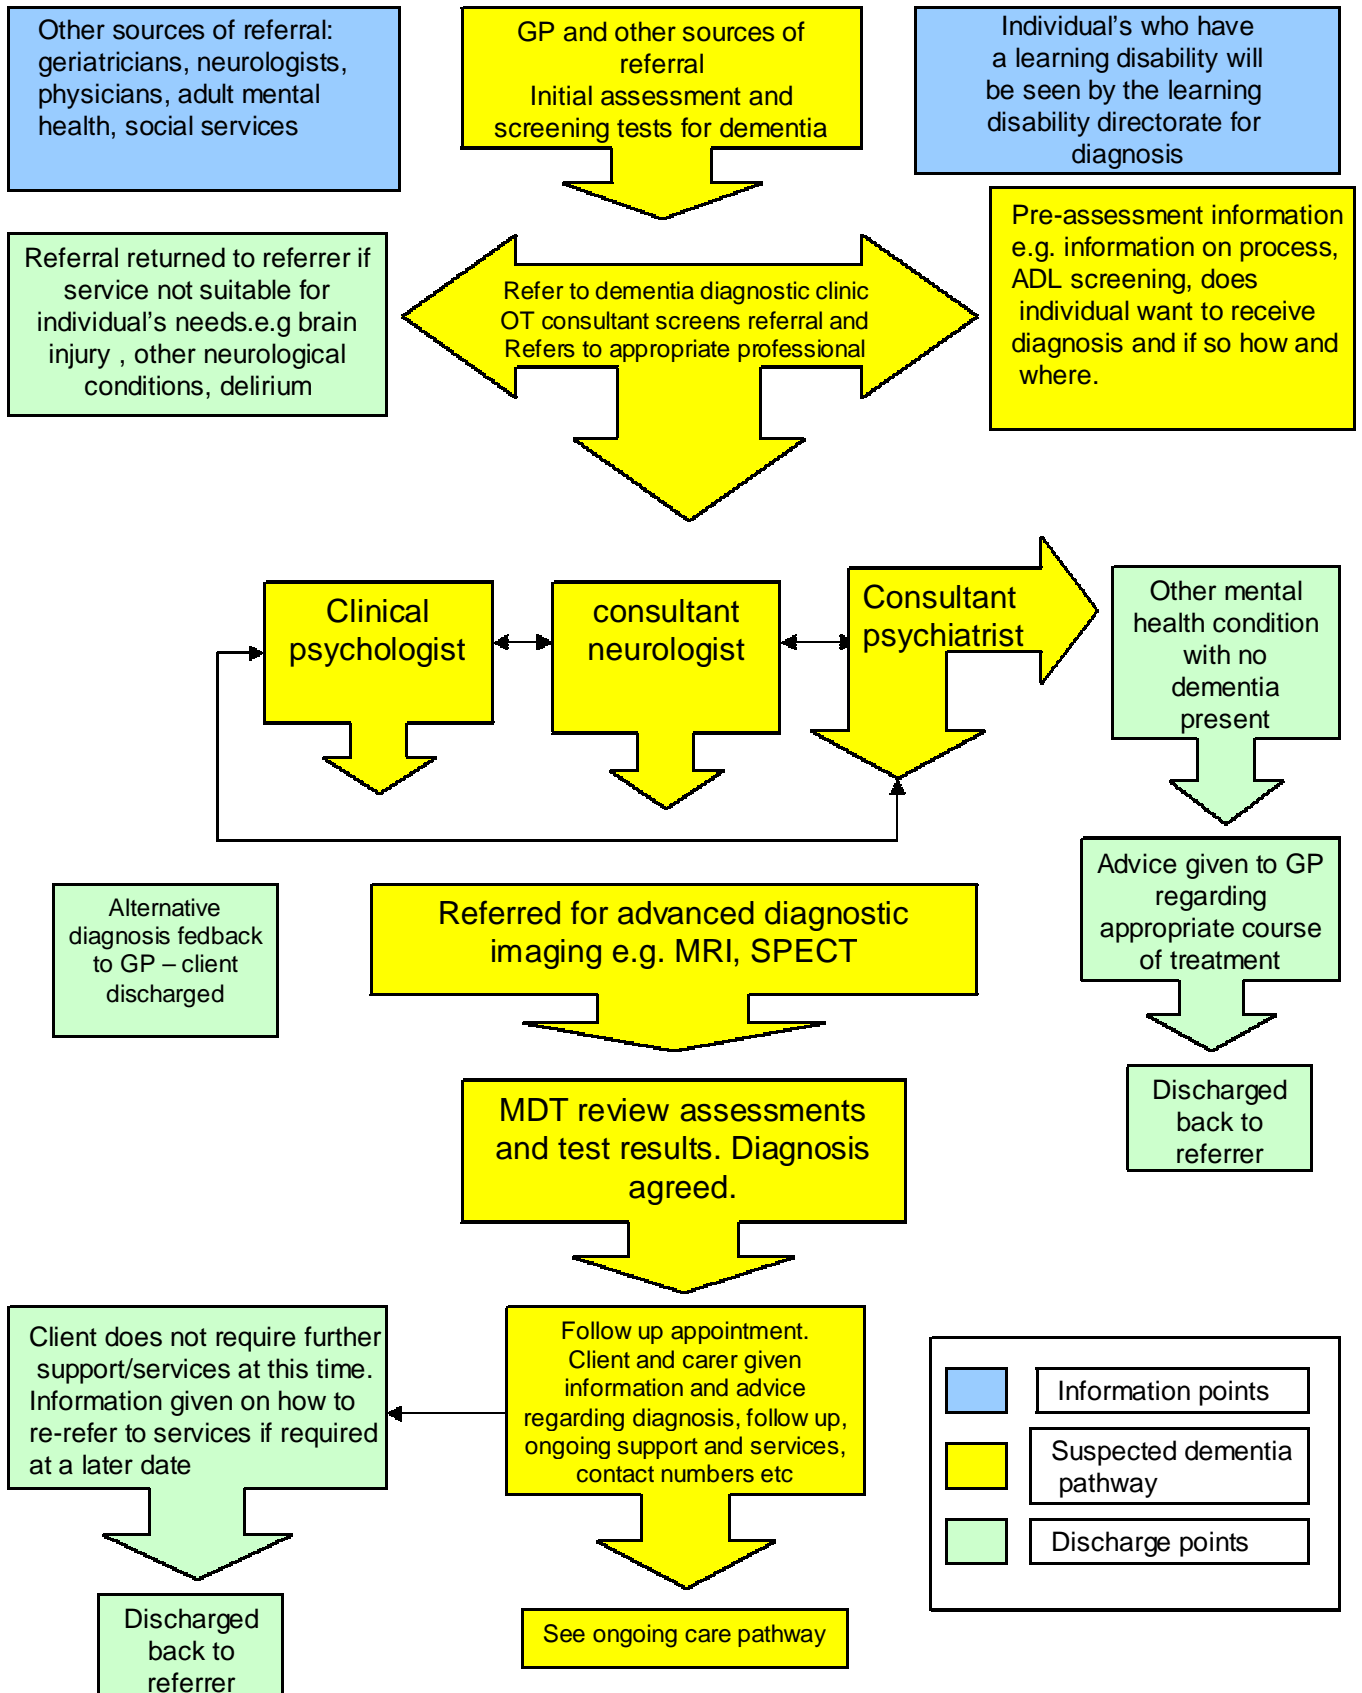 Other sources of referral:
geriatricians, neurologists,
physicians, adult mental
health, social services
GP and other sources of
referral
Initial assessment and
screening tests for dementia
Individual's who have
a learning disability will
be seen by the learning
disability directorate for
diagnosis
Referral returned to referrer if
service not suitable for
individual's needs.e.g brain
injury , other neurological
conditions, delirium
Refer to dementia diagnostic clinic
OT consultant screens referral and
Refers to appropriate professional
Pre-assessment information
e.g. information on process,
ADL screening, does
individual want to receive
diagnosis and if so how and
where.
Clinical
psychologist
consultant
neurologist
Consultant
psychiatrist
Other mental
health condition
with no
dementia
present
Alternative
diagnosis fedback
to GP – client
discharged
Referred for advanced diagnostic
imaging e.g. MRI, SPECT
Advice given to GP
regarding
appropriate course
of treatment
MDT review assessments
and test results. Diagnosis
agreed.
Discharged
back to
referrer
Client does not require further
support/services at this time.
Information given on how to
re-refer to services if required
at a later date
Follow up appointment.
Client and carer given
information and advice
regarding diagnosis, follow up,
ongoing support and services,
contact numbers etc
Information points
Suspected dementia
pathway
Discharge points
Discharged
back to
referrer
See ongoing care pathway